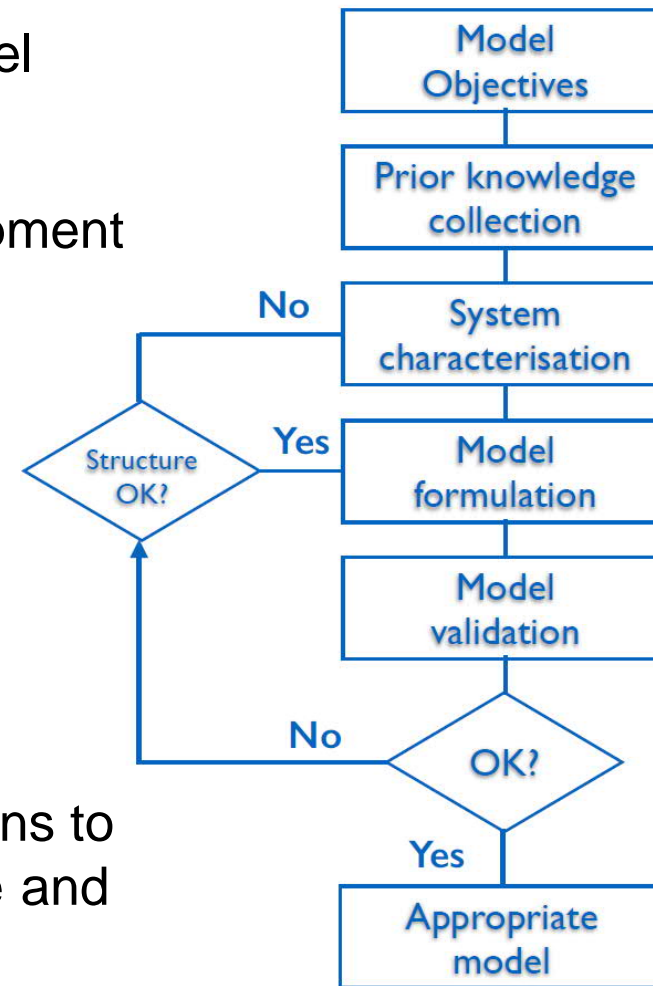 el
oment
ns to
e and
Model
Objectives
Prior knowledge
collection
System
characterisation
No
Structure
OK?
Yes
Model
formulation
Model
validation
No
OK?
Yes
Appropriate
model